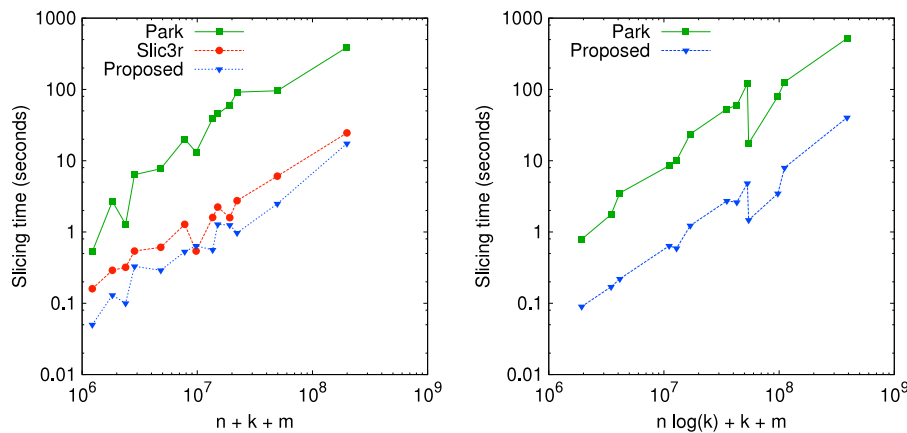 1000
100
10
1
0.1
0.01
Slicing time (seconds)
Park
Slic3r
Proposed
10^6
10^7
10^8
10^9
n + k + m
1000
100
10
1
0.1
0.01
Slicing time (seconds)
Park
Proposed
10^6
10^7
10^8
10^9
n log(k) + k + m